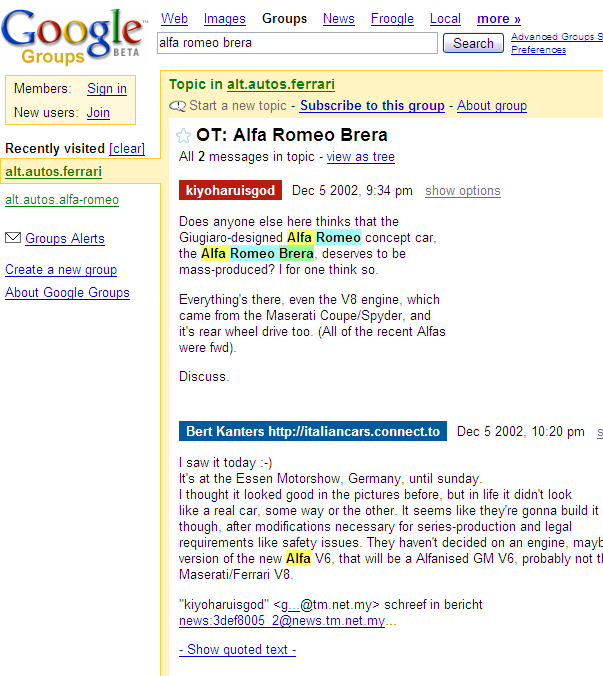 Google™
Groups BETA
Web Images Groups News Froogle Local more »
alfa romeo brera Search Advanced Groups S
Preferences
Members: Sign in
New users: Join
Recently visited [clear]
alt.autos.ferrari
alt.autos.alfa-romeo
Groups Alerts
Create a new group
About Google Groups
Topic in alt.autos.ferrari
Start a new topic - Subscribe to this group - About group
OT: Alfa Romeo Brera
All 2 messages in topic - view as tree
kiyoharuisgod Dec 5 2002, 9:34 pm show options
Does anyone else here thinks that the
Giugiaro-designed Alfa Romeo concept car,
the Alfa Romeo Brera, deserves to be
mass-produced? I for one think so.
Everything's there, even the V8 engine, which
came from the Maserati Coupe/Spyder, and
it's rear wheel drive too. (All of the recent Alfas
were fwd).
Discuss.
Bert Kanters http://italiancars.connect.to Dec 5 2002, 10:20 pm s
I saw it today :-)
It's at the Essen Motorshow, Germany, until sunday.
I thought it looked good in the pictures before, but in life it didn't look
like a real car, some way or the other. It seems like they're gonna build it
though, after modifications necessary for series-production and legal
requirements like safety issues. They haven't decided on an engine, mayb
version of the new Alfa V6, that will be a Alfanised GM V6, probably not th
Maserati/Ferrari V8.
"kiyoharuisgod" <g...@tm.net.my> schreef in bericht
news:3def8005_2@news.tm.net.my...
- Show quoted text -